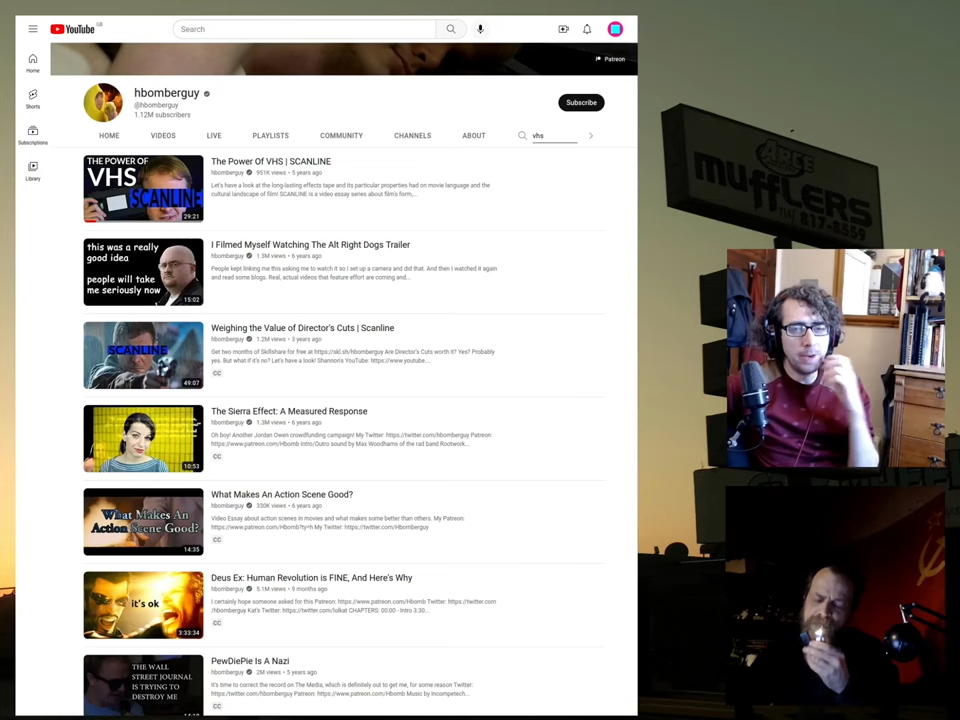 YouTube GB
Search
Home
Shorts
Subscriptions
Library
Patreon
hbomberguy
@hbomberguy
1.12M subscribers
Subscribe
HOME VIDEOS LIVE PLAYLISTS COMMUNITY CHANNELS ABOUT vhs
THE POWER OF
VHS
SCANLINE
29:21
The Power Of VHS | SCANLINE
hbomberguy 951K views • 5 years ago
Let's have a look at the long-lasting effects tape and its particular properties had on movie language and the
cultural landscape of film! SCANLINE is a video essay series about film's form,...
this was a really
good idea
people will take
me seriously now
15:02
I Filmed Myself Watching The Alt Right Dogs Trailer
hbomberguy 1.3M views • 6 years ago
People kept linking me this asking me to watch it so I set up a camera and did that. And then I watched it again
and read some blogs. Real, actual videos that feature effort are coming and...
SCANLINE
49:07
Weighing the Value of Director's Cuts | Scanline
hbomberguy 1.2M views • 3 years ago
Get two months of Skillshare for free at https://skl.sh/hbomberguy Are Director's Cuts worth it? Yes? Probably
yes. But what if it's no? Let's have a look! Shannon's YouTube: https://www.youtube...
CC
10:53
The Sierra Effect: A Measured Response
hbomberguy 1.3M views • 6 years ago
Oh boy! Another Jordan Owen crowdfunding campaign! My Twitter: https://twitter.com/hbomberguy Patreon:
https://www.patreon.com/Hbomb Intro/Outro sound by Max Woodhams of the rad band Rootwork...
CC
What Makes An
Action Scene Good?
14:35
What Makes An Action Scene Good?
hbomberguy 330K views • 6 years ago
Video Essay about action scenes in movies and what makes some better than others. My Patreon:
https://www.patreon.com/Hbomb?ty=h My Twitter: https://twitter.com/Hbomberguy
CC
it's ok
3:33:34
Deus Ex: Human Revolution is FINE, And Here's Why
hbomberguy 5.1M views • 9 months ago
I certainly hope someone asked for this Patreon: https://twitter.com/Hbomb Twitter: https://twitter.com
/hbomberguy Kat's Twitter: https://twitter.com/lolkat CHAPTERS: 00:00 - Intro 3:30...
CC
THE WALL
STREET JOURNAL
IS TRYING TO
DESTROY ME
PewDiePie Is A Nazi
hbomberguy 2M views • 5 years ago
It's time to correct the record on The Media, which is definitely out to get me, for some reason Twitter:
https://twitter.com/hbomberguy Patreon: https://www.patreon.com/Hbomb Music by Incompetech...
CC
ARCE
mufflers
817-8559